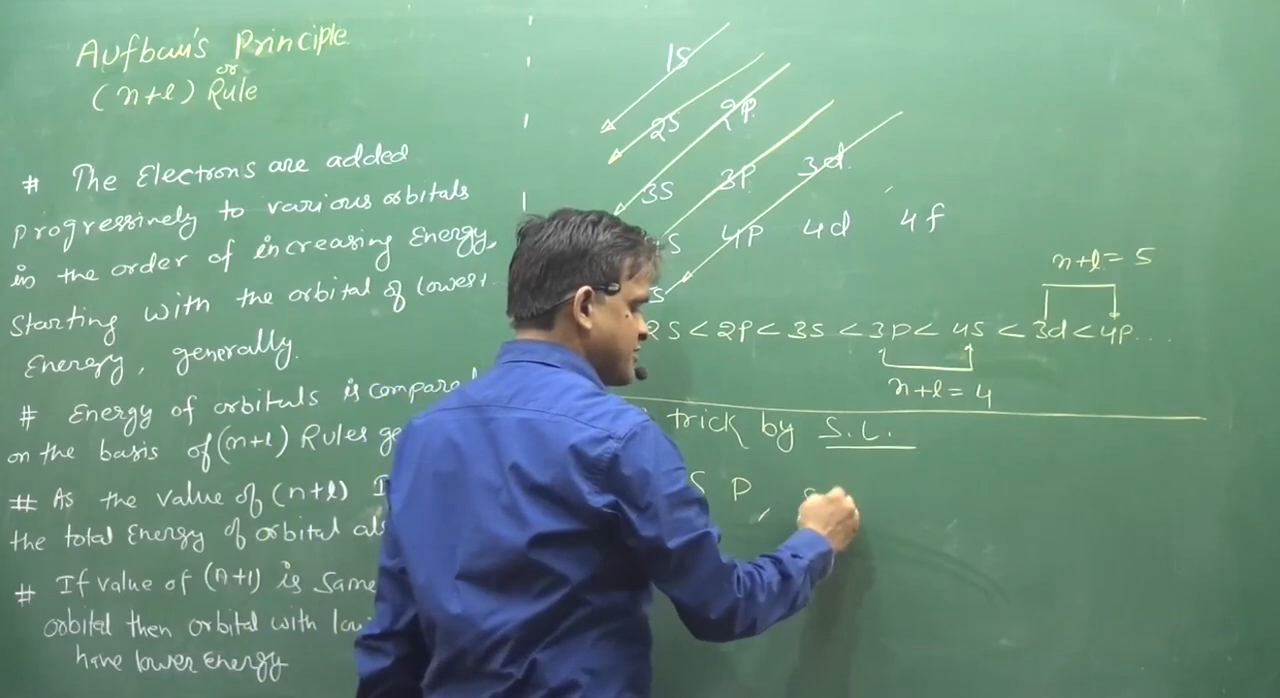 Aufbau's Principle
or
(n+l) Rule
# The Electrons are added
progressively to various orbitals
in the order of increasing Energy,
Starting with the orbital of lowest
Energy, generally.
# Energy of orbitals is compare
on the basis of (n+l) Rules ge
# As the value of (n+l) I
the total Energy of orbital als
# If value of (n+l) is same
orbital then orbital with low
have lower Energy
1S
2S 2P
3S 3P 3d
4S 4P 4d 4f
5
n+l = 5
2S < 2P < 3S < 3P < 4S < 3d < 4P....
n+l = 4
trick by S.L.
S P,